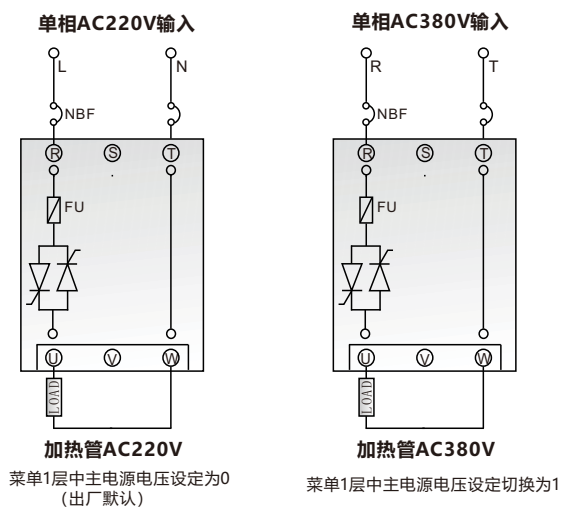 单相AC220V输入
L N
NBF
R S T
FU
U V W
LOAD
加热管AC220V
菜单1层中主电源电压设定为0
(出厂默认)
单相AC380V输入
R T
NBF
R S T
FU
U V W
LOAD
加热管AC380V
菜单1层中主电源电压设定切换为1